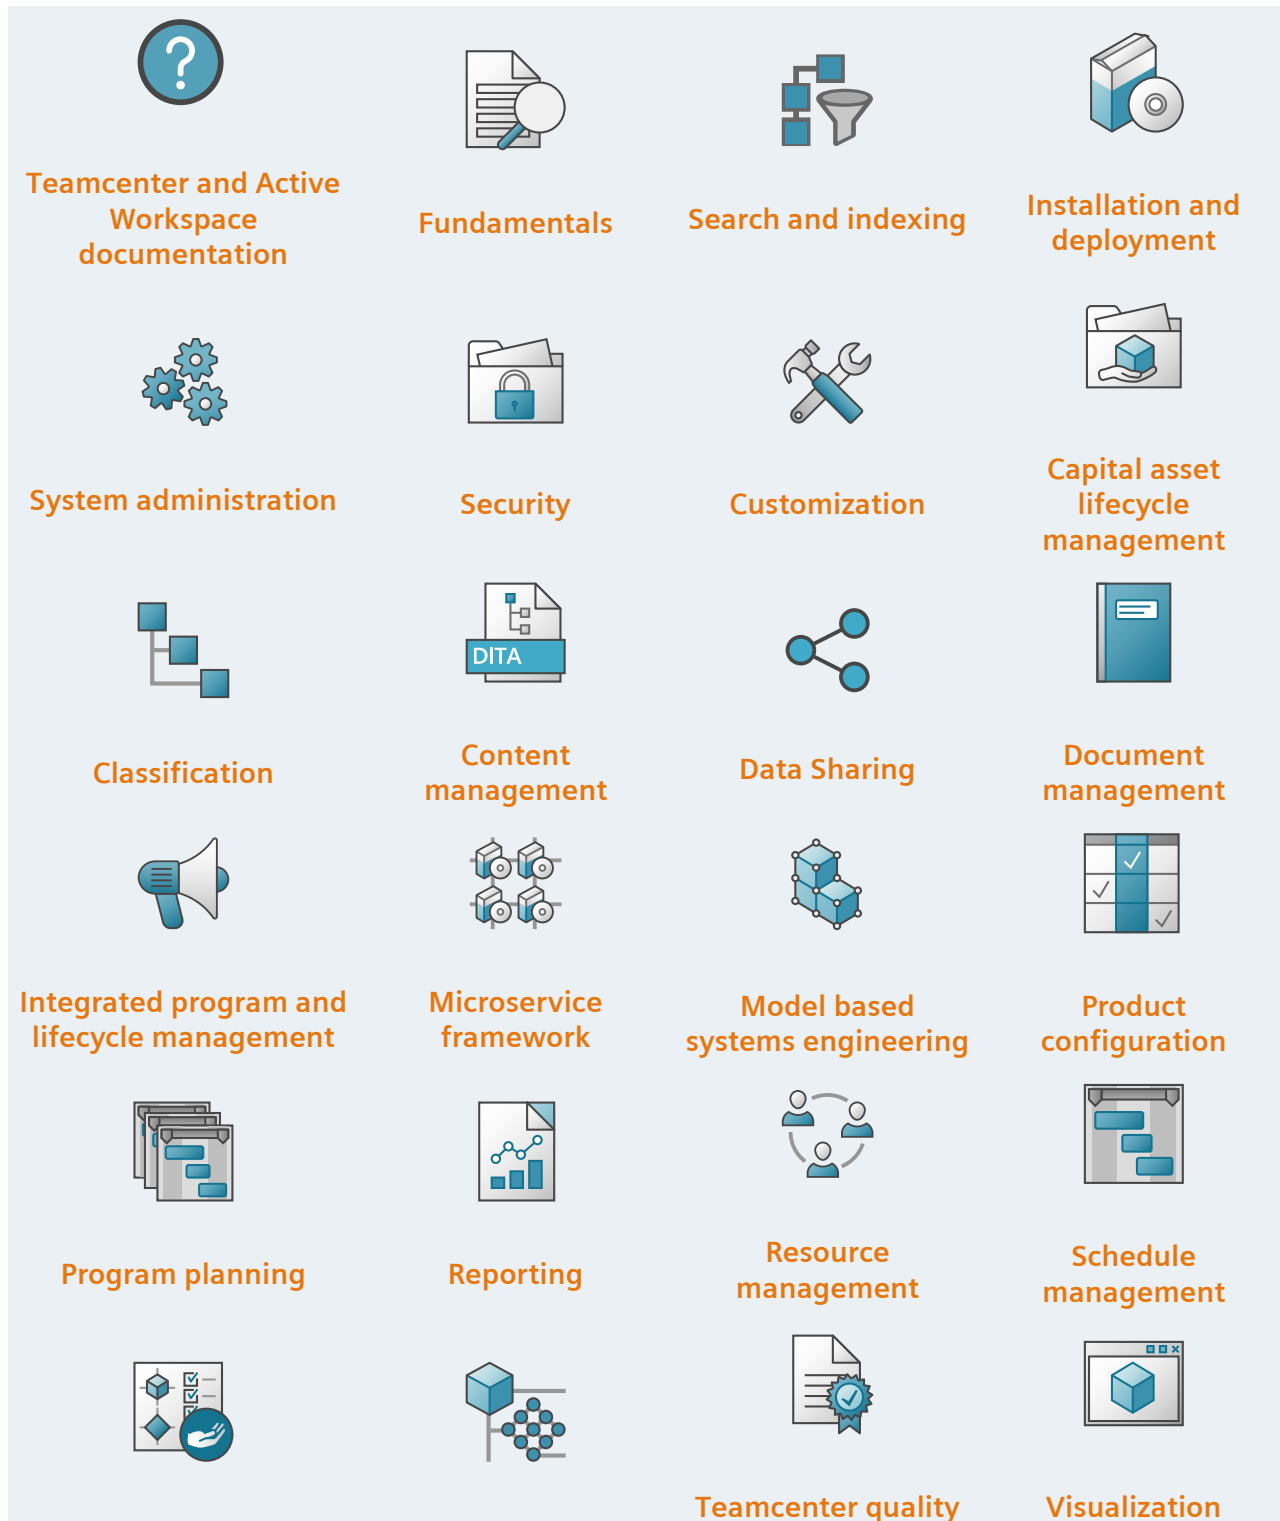 Teamcenter and Active
Workspace
documentation
Fundamentals
Search and indexing
Installation and
deployment
System administration
Security
Customization
Capital asset
lifecycle
management
Classification
DITA
Content
management
Data Sharing
Document
management
Integrated program and
lifecycle management
Microservice
framework
Model based
systems engineering
Product
configuration
Program planning
Reporting
Resource
management
Schedule
management
Teamcenter quality
Visualization